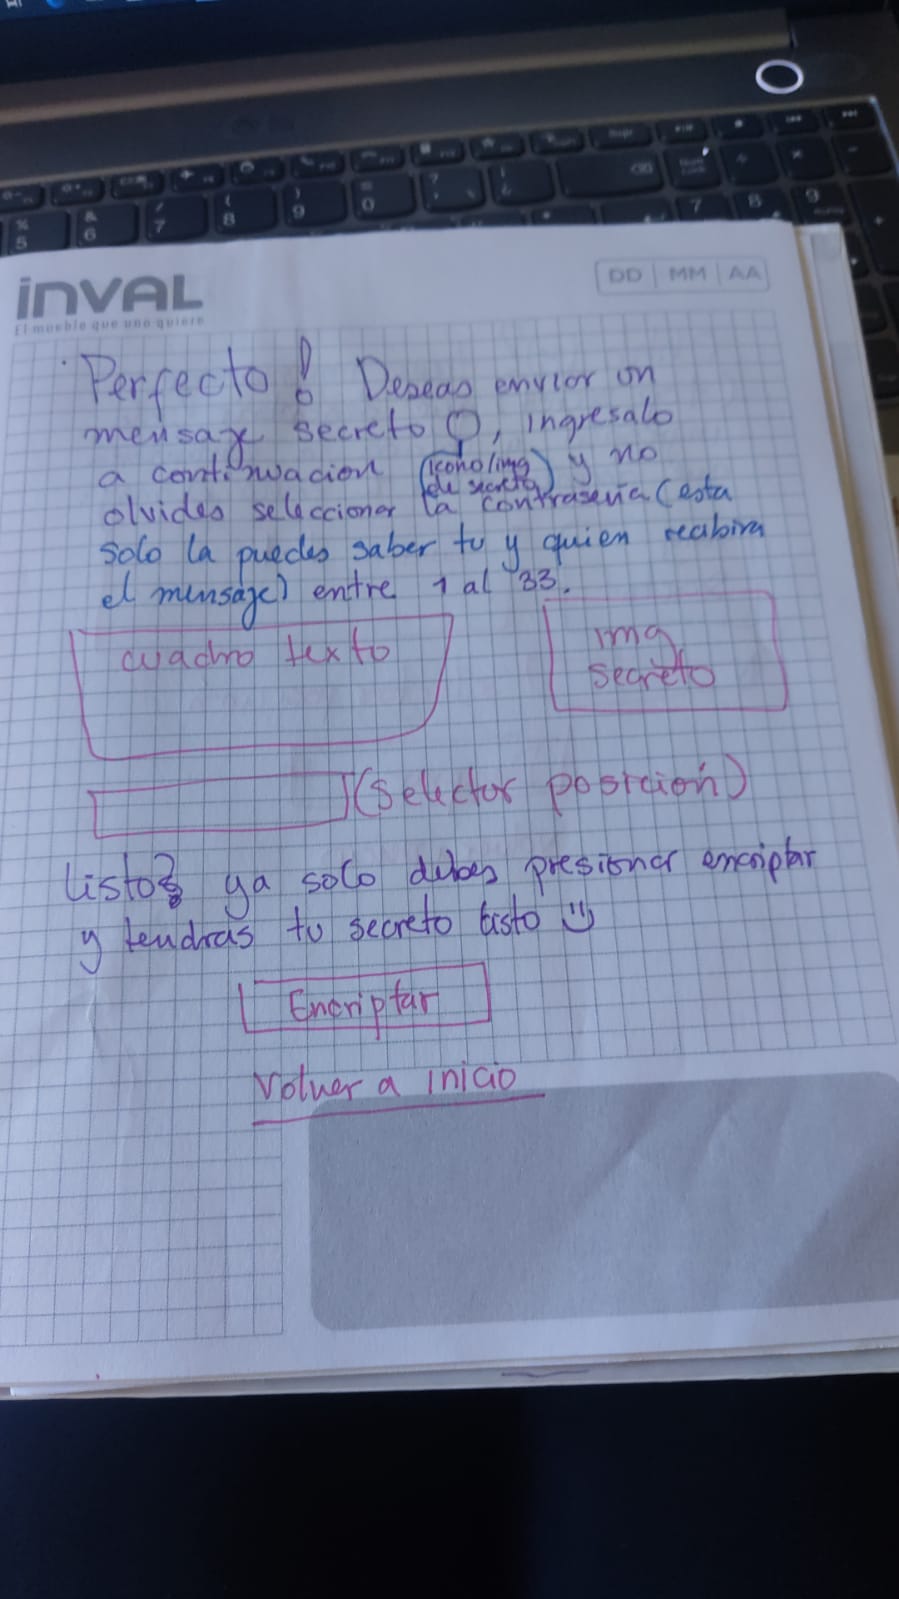 inVAL
El mueble que uno quiere
DD | MM | AA
Perfecto! Deseas enviar un
mensaje secreto, ingresalo
a continuacion (icono/img de secreto) y no
olvides seleccionar la contraseña (esta
solo la puedes saber tu y quien recibira
el mensaje) entre 1 al 33.
cuadro texto
img
secreto
(selector posicion)
listo? ya solo debes presionar encriptar
y tendras tu secreto listo
Encriptar
Volver a inicio